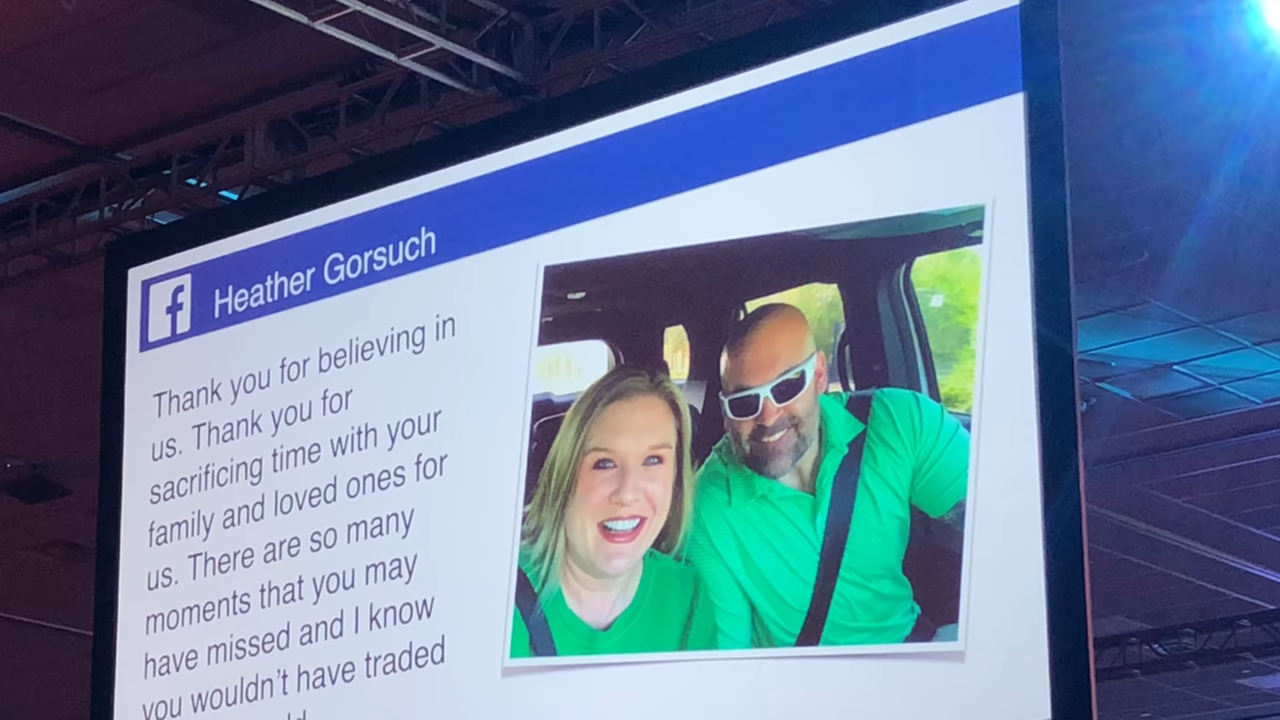 f Heather Gorsuch
Thank you for believing in
us. Thank you for
sacrificing time with your
family and loved ones for
us. There are so many
moments that you may
have missed and I know
you wouldn't have traded